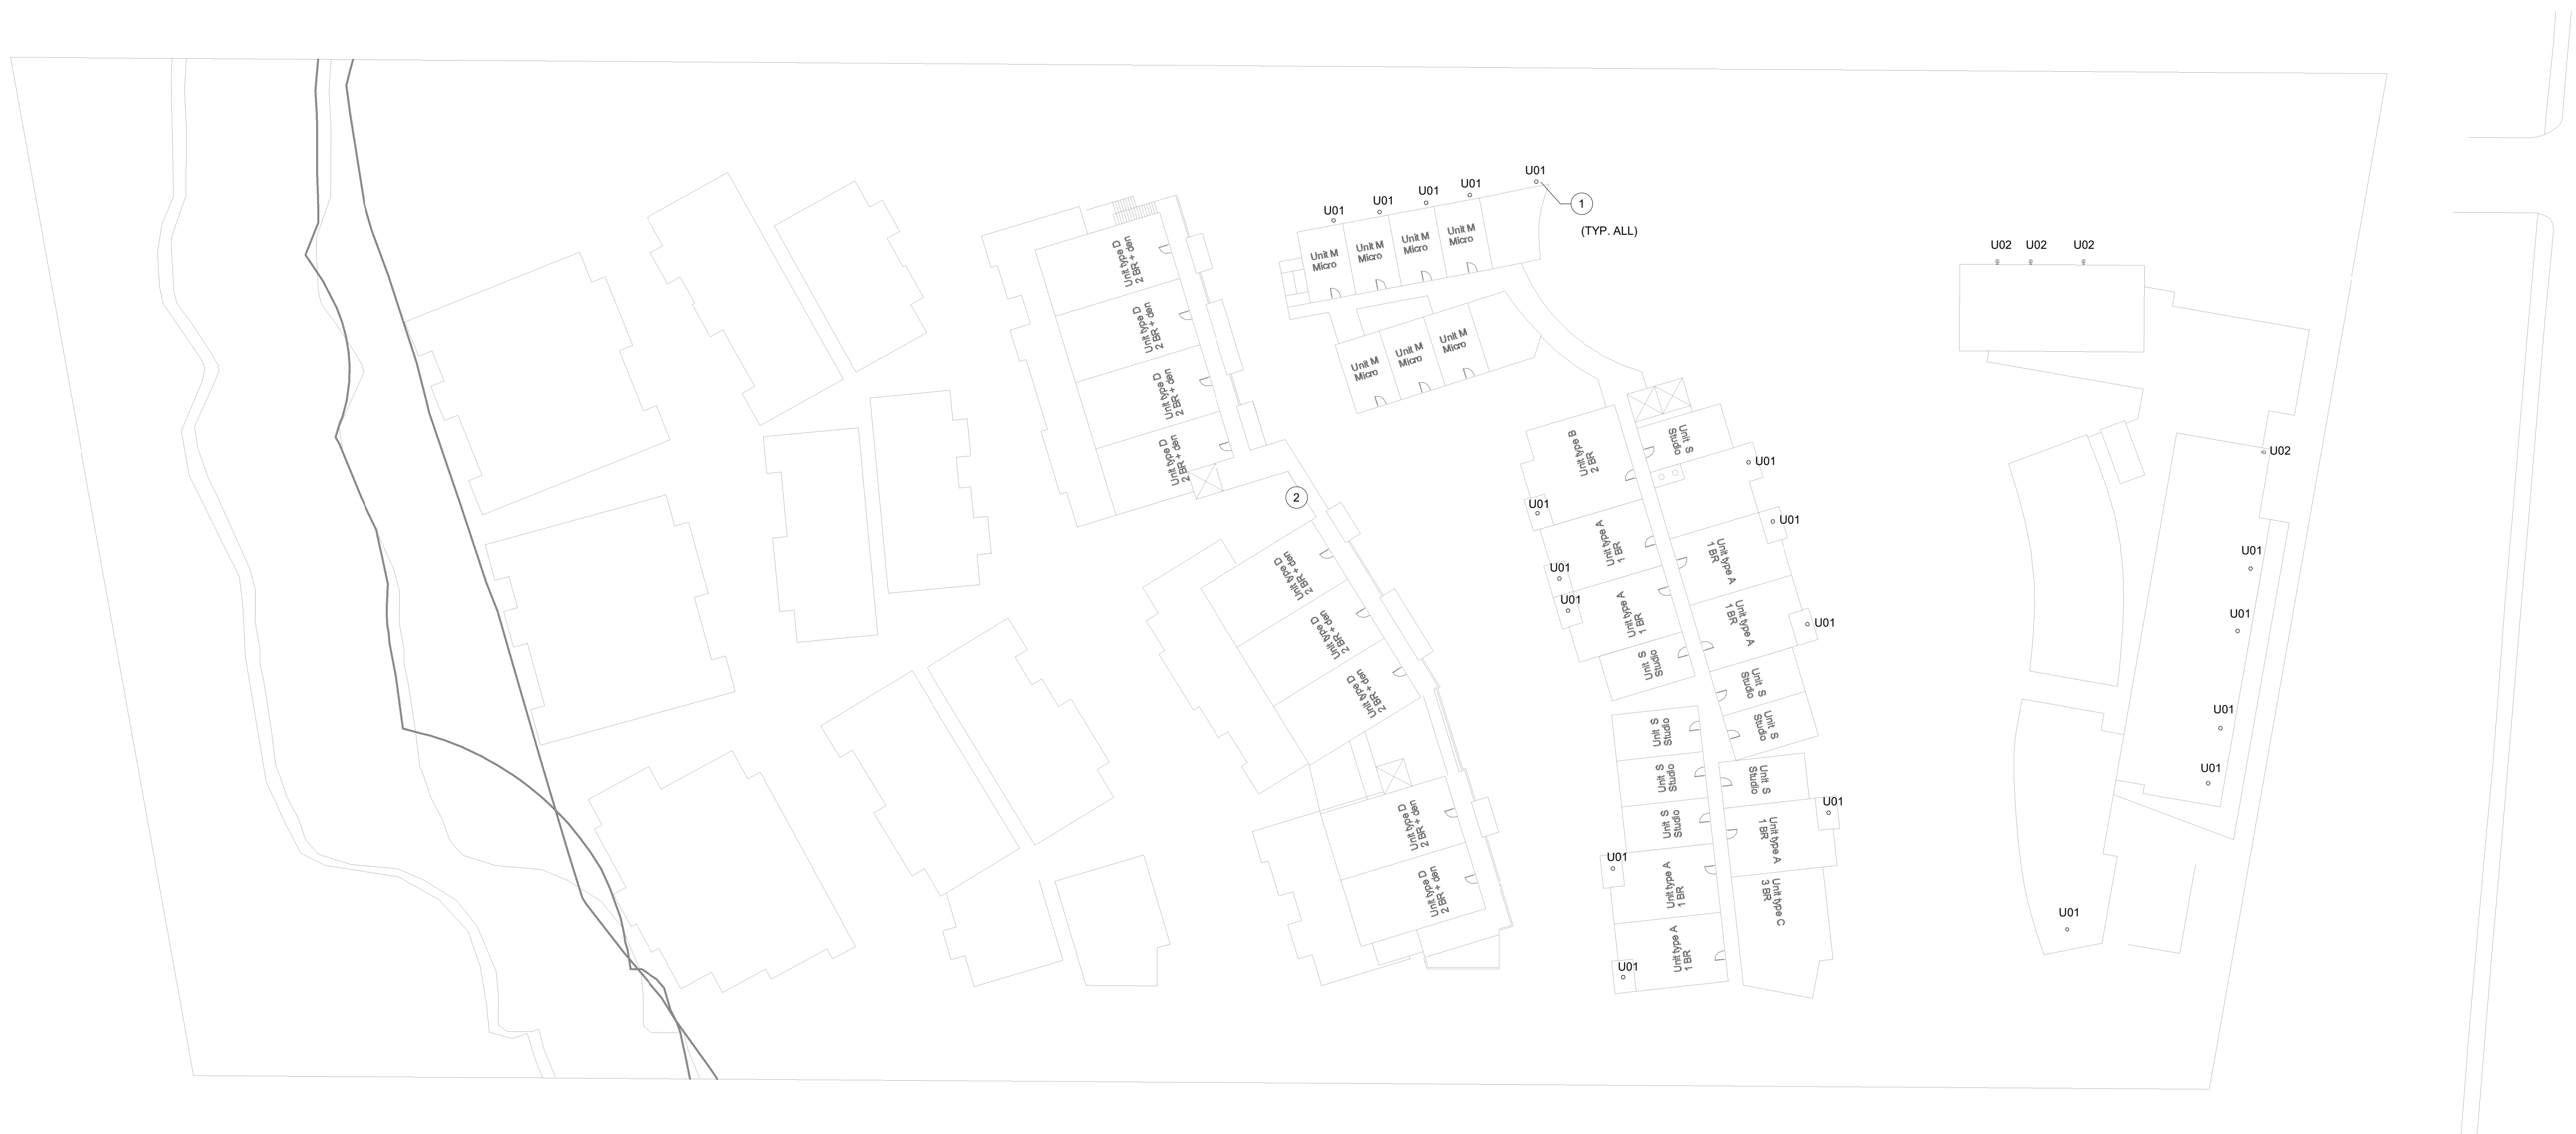 U01
U01
U01
U01
U01
1
(TYP. ALL)
Unit M
Micro
Unit M
Micro
Unit M
Micro
Unit M
Micro
Unit M
Micro
Unit M
Micro
Unit M
Micro
Unit type D
2 BR + den
Unit type D
2 BR + den
Unit type D
2 BR + den
Unit type D
2 BR + den
2
Unit type D
2 BR + den
Unit type D
2 BR + den
Unit type D
2 BR + den
Unit type D
2 BR + den
Unit type D
2 BR + den
Unit type B
2 BR
Unit S
Studio
U01
U01
U01
Unit type A
1 BR
Unit type A
1 BR
U01
U01
Unit type A
1 BR
Unit type A
1 BR
U01
Unit S
Studio
Unit S
Studio
Unit S
Studio
Unit S
Studio
Unit S
Studio
Unit S
Studio
Unit S
Studio
U01
Unit type A
1 BR
U01
Unit type A
1 BR
Unit type C
3 BR
Unit type A
1 BR
U01
U02
U02
U02
U02
U01
U01
U01
U01
U01